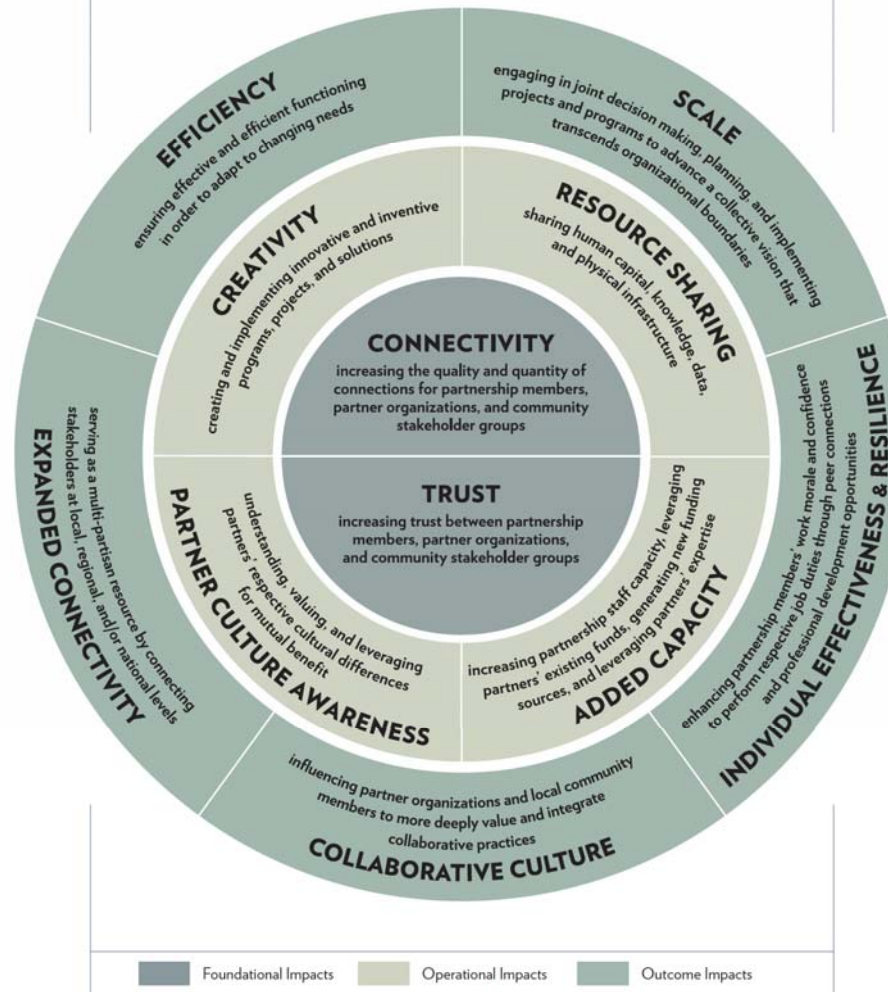 EFFICIENCY
ensuring effective and efficient functioning
in order to adapt to changing needs
SCALE
engaging in joint decision making, planning, and implementing
projects and programs to advance a collective vision that
transcends organizational boundaries
CREATIVITY
creating and implementing innovative and inventive
programs, projects, and solutions
RESOURCE SHARING
sharing human capital, knowledge, data,
and physical infrastructure
CONNECTIVITY
increasing the quality and quantity of
connections for partnership members,
partner organizations, and community
stakeholder groups
TRUST
increasing trust between partnership
members, partner organizations,
and community stakeholder groups
EXPANDED CONNECTIVITY
serving as a multi-partisan resource by connecting
stakeholders at local, regional, and/or national levels
PARTNER CULTURE AWARENESS
understanding, valuing, and leveraging
partners' respective cultural differences
for mutual benefit
increasing partnership staff capacity, leveraging
partners' existing funds, generating new funding
sources, and leveraging partners' expertise
ADDED CAPACITY
enhancing partnership members' work morale and confidence
to perform respective job duties through peer connections
and professional development opportunities
INDIVIDUAL EFFECTIVENESS & RESILIENCE
influencing partner organizations and local community
members to more deeply value and integrate
collaborative practices
COLLABORATIVE CULTURE
Foundational Impacts
Operational Impacts
Outcome Impacts